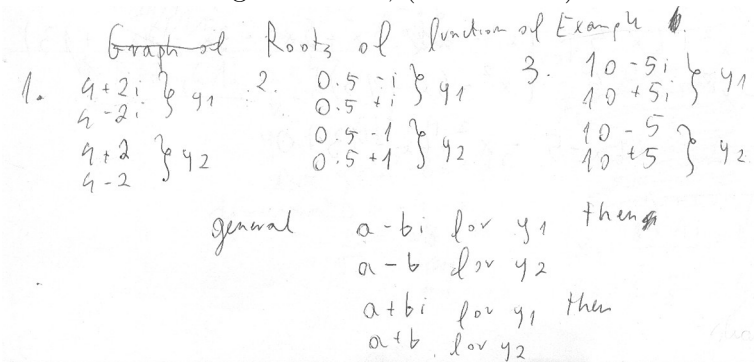 Graph of Roots of function of Example
1. 4+2i } y1
4-2i
4+2 } y2
4-2
2. 0.5 -i } y1
0.5 +i
0.5 -1 } y2
0.5 +1
3. 10 -5i } y1
10 +5i
10 - 5 } y2
10 +5
general a-bi for y1 then
a-b for y2
a+bi for y1 then
a+b for y2